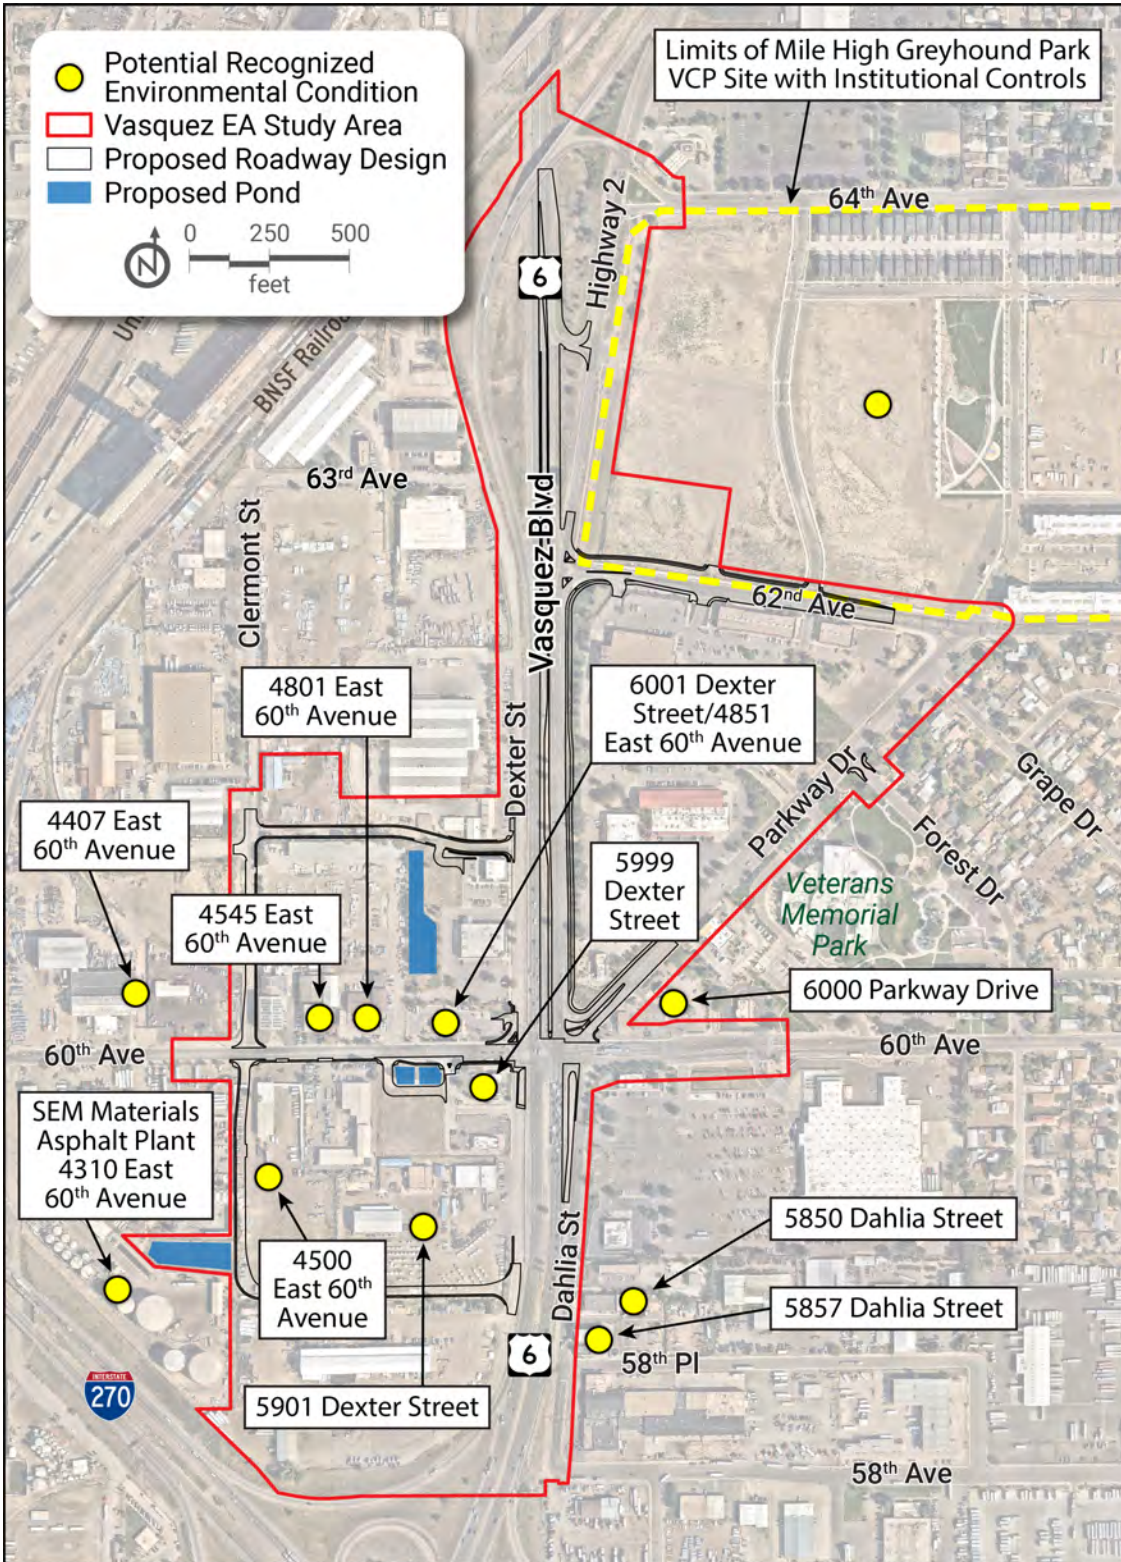 Potential Recognized
Environmental Condition
Vasquez EA Study Area
Proposed Roadway Design
Proposed Pond
N
0 250 500
feet
Limits of Mile High Greyhound Park
VCP Site with Institutional Controls
64th Ave
Highway 2
6
BNSF Railroad
63rd Ave
Clermont St
Vasquez Blvd
62nd Ave
4801 East
60th Avenue
6001 Dexter
Street/4851
East 60th Avenue
Dexter St
Parkway Dr
Grape Dr
Forest Dr
4407 East
60th Avenue
4545 East
60th Avenue
5999
Dexter
Street
Veterans
Memorial
Park
6000 Parkway Drive
60th Ave
60th Ave
SEM Materials
Asphalt Plant
4310 East
60th Avenue
4500
East 60th
Avenue
Dahlia St
5850 Dahlia Street
5857 Dahlia Street
6
58th Pl
INTERSTATE
270
5901 Dexter Street
58th Ave